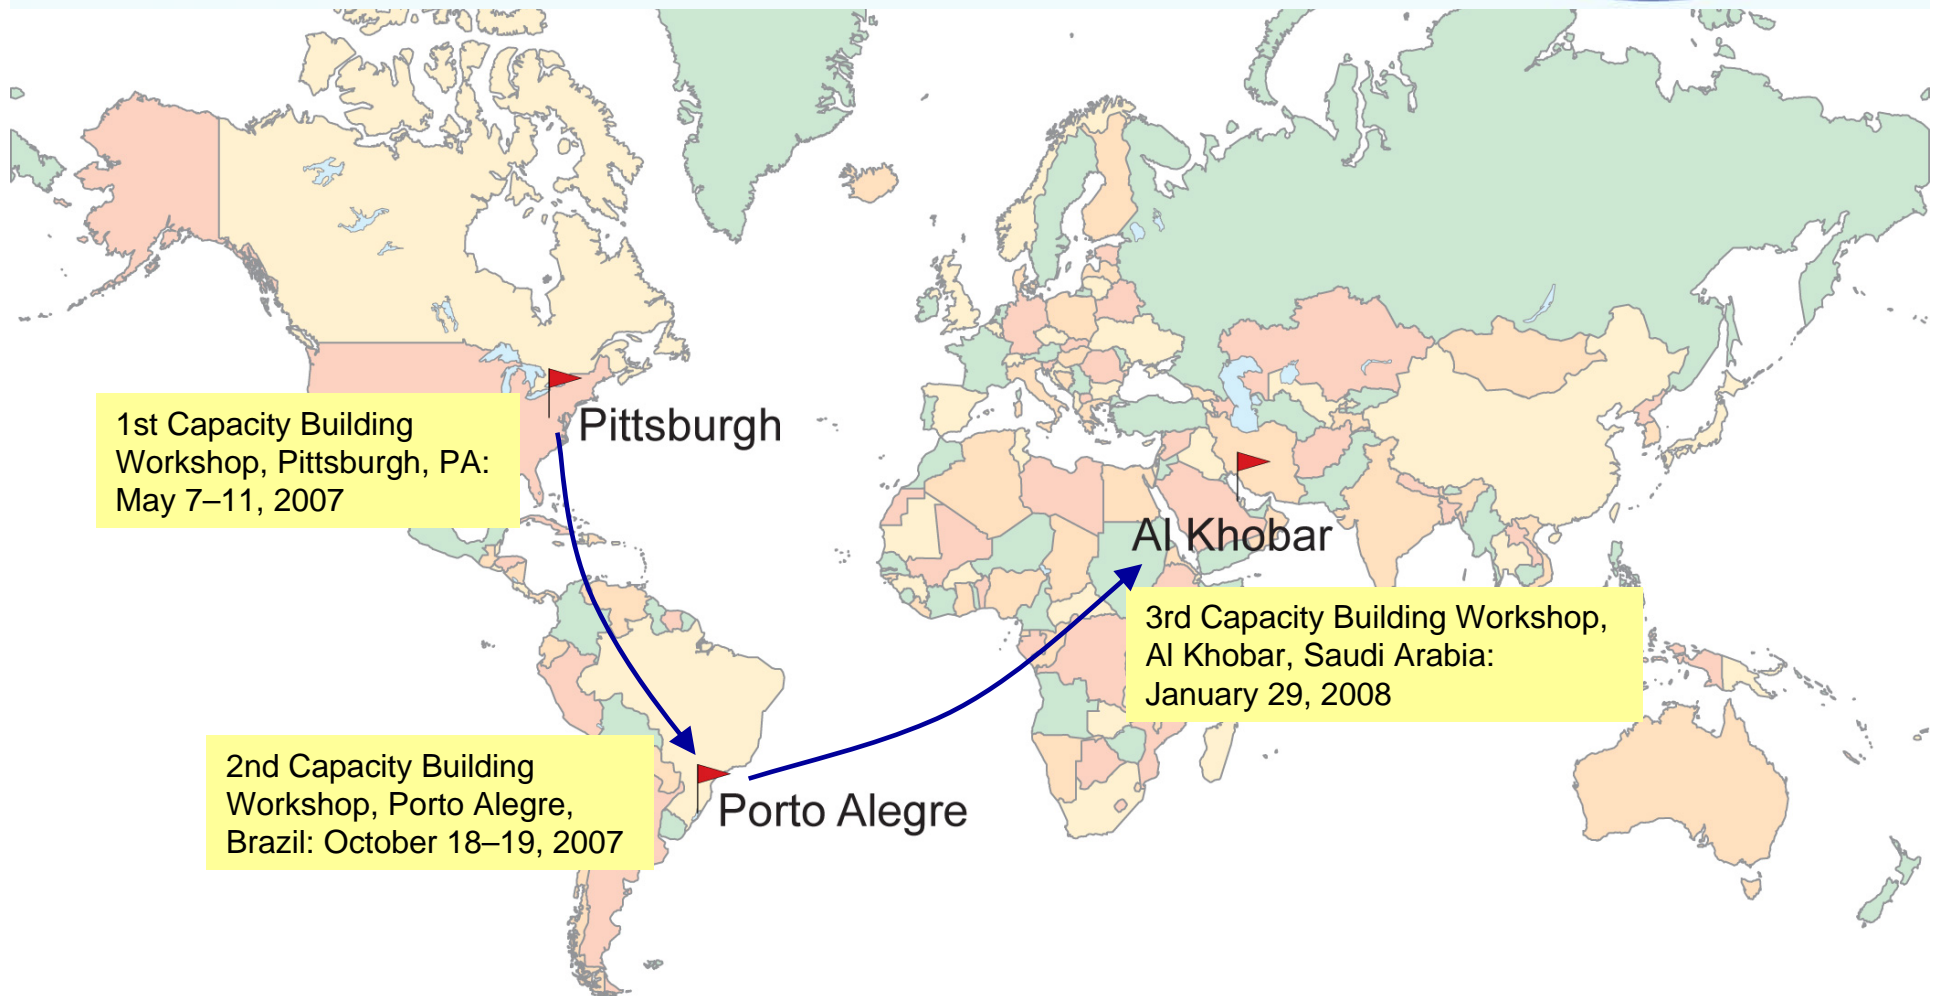 Pittsburgh
1st Capacity Building
Workshop, Pittsburgh, PA:
May 7–11, 2007
Al Khobar
3rd Capacity Building Workshop,
Al Khobar, Saudi Arabia:
January 29, 2008
2nd Capacity Building
Workshop, Porto Alegre,
Brazil: October 18–19, 2007
Porto Alegre